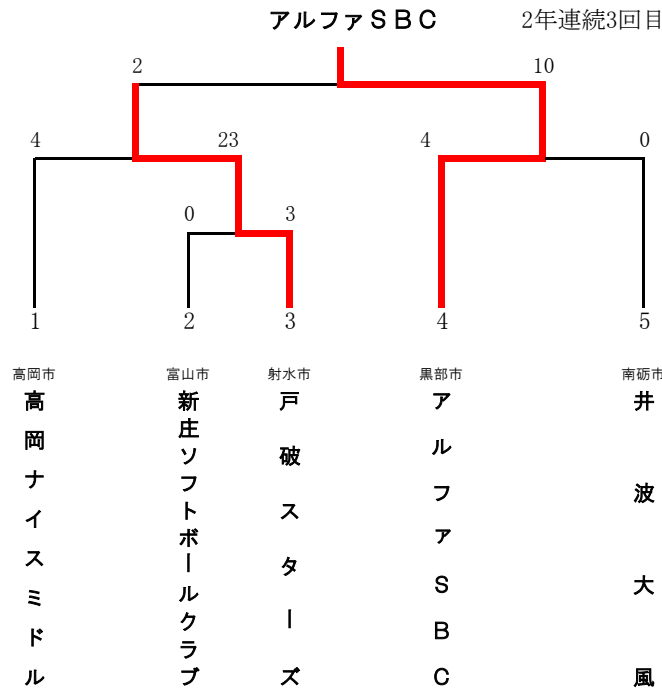 アルファＳＢＣ 2年連続3回目
2 10
4 23 4 0
0 3
1 2 3 4 5
高岡市 富山市 射水市 黒部市 南砺市
高岡ナイスミドル
新庄ソフトボールクラブ
戸破スターズ
アルファＳＢＣ
井波大風